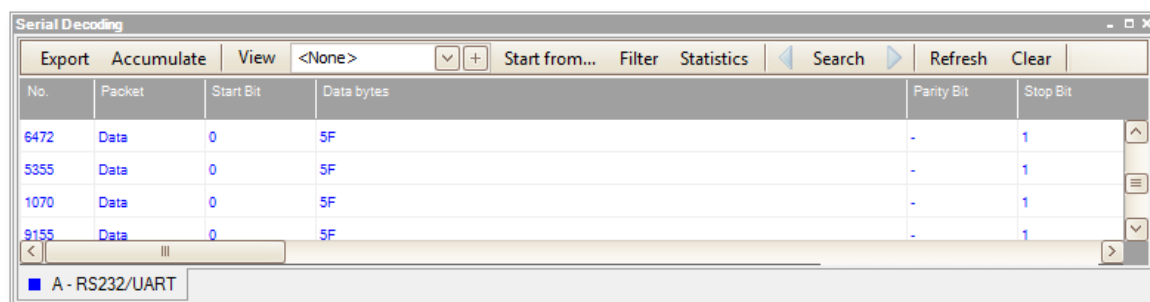 Serial Decoding
Export Accumulate View <None> Start from... Filter Statistics Search Refresh Clear
No. Packet Start Bit Data bytes Parity Bit Stop Bit
6472 Data 0 5F - 1
5355 Data 0 5F - 1
1070 Data 0 5F - 1
9155 Data 0 5F - 1
A - RS232/UART